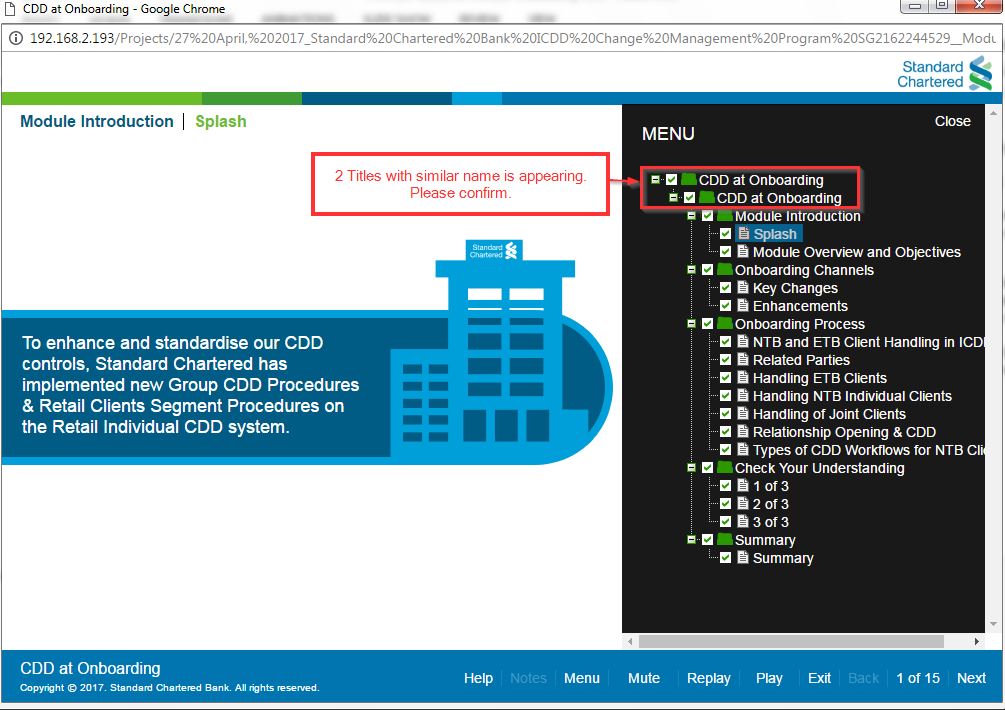 CDD at Onboarding - Google Chrome
192.168.2.193/Projects/27%20April,%202017_Standard%20Chartered%20Bank%20ICDD%20Change%20Management%20Program%20SG2162244529__Modu
Standard
Chartered
Module Introduction | Splash
Close
MENU
2 Titles with similar name is appearing.
Please confirm.
CDD at Onboarding
CDD at Onboarding
Module Introduction
Splash
Module Overview and Objectives
Onboarding Channels
Key Changes
Enhancements
Onboarding Process
NTB and ETB Client Handling in ICDD
Related Parties
Handling ETB Clients
Handling NTB Individual Clients
Handling of Joint Clients
Relationship Opening & CDD
Types of CDD Workflows for NTB Clie
Check Your Understanding
1 of 3
2 of 3
3 of 3
Summary
Summary
Standard
Chartered
To enhance and standardise our CDD
controls, Standard Chartered has
implemented new Group CDD Procedures
& Retail Clients Segment Procedures on
the Retail Individual CDD system.
CDD at Onboarding
Copyright © 2017. Standard Chartered Bank. All rights reserved.
Help Notes Menu Mute Replay Play Exit Back 1 of 15 Next